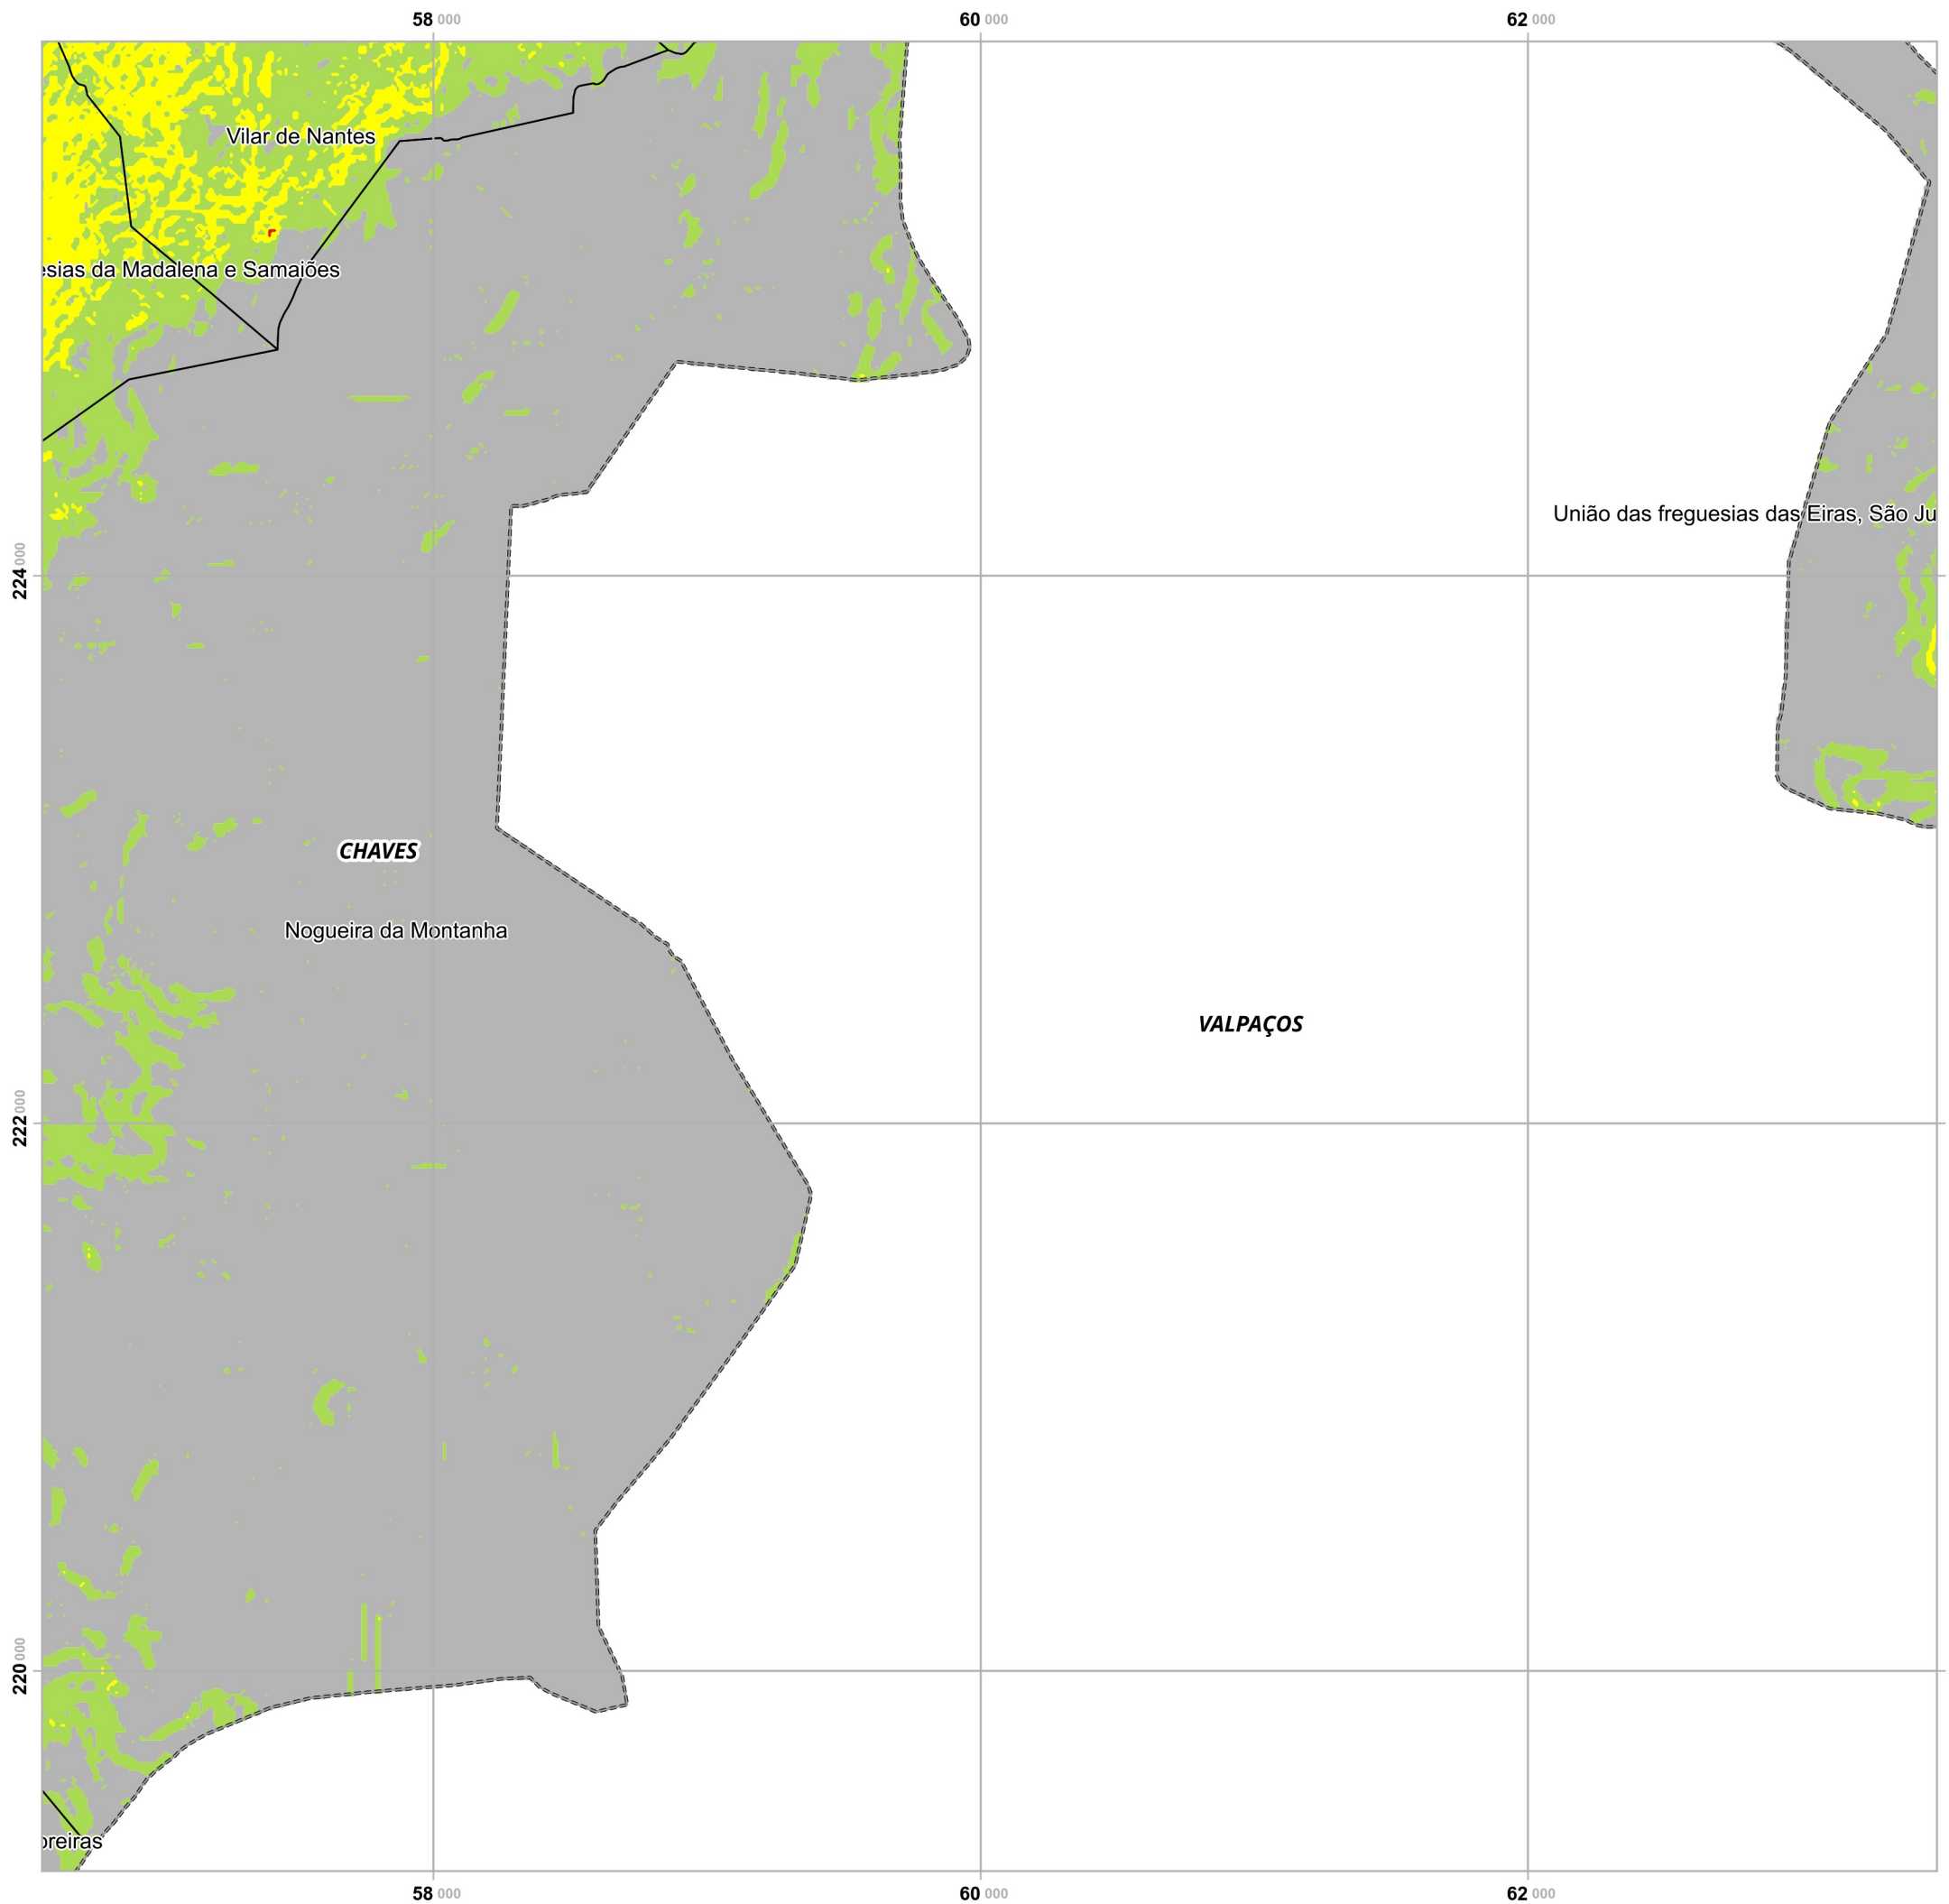 58 000 60 000 62 000
Vilar de Nantes
esias da Madalena e Samaiões
União das freguesias das Eiras, São Ju
224 000
CHAVES
Nogueira da Montanha
VALPAÇOS
222 000
220 000
oreiras
58 000 60 000 62 000